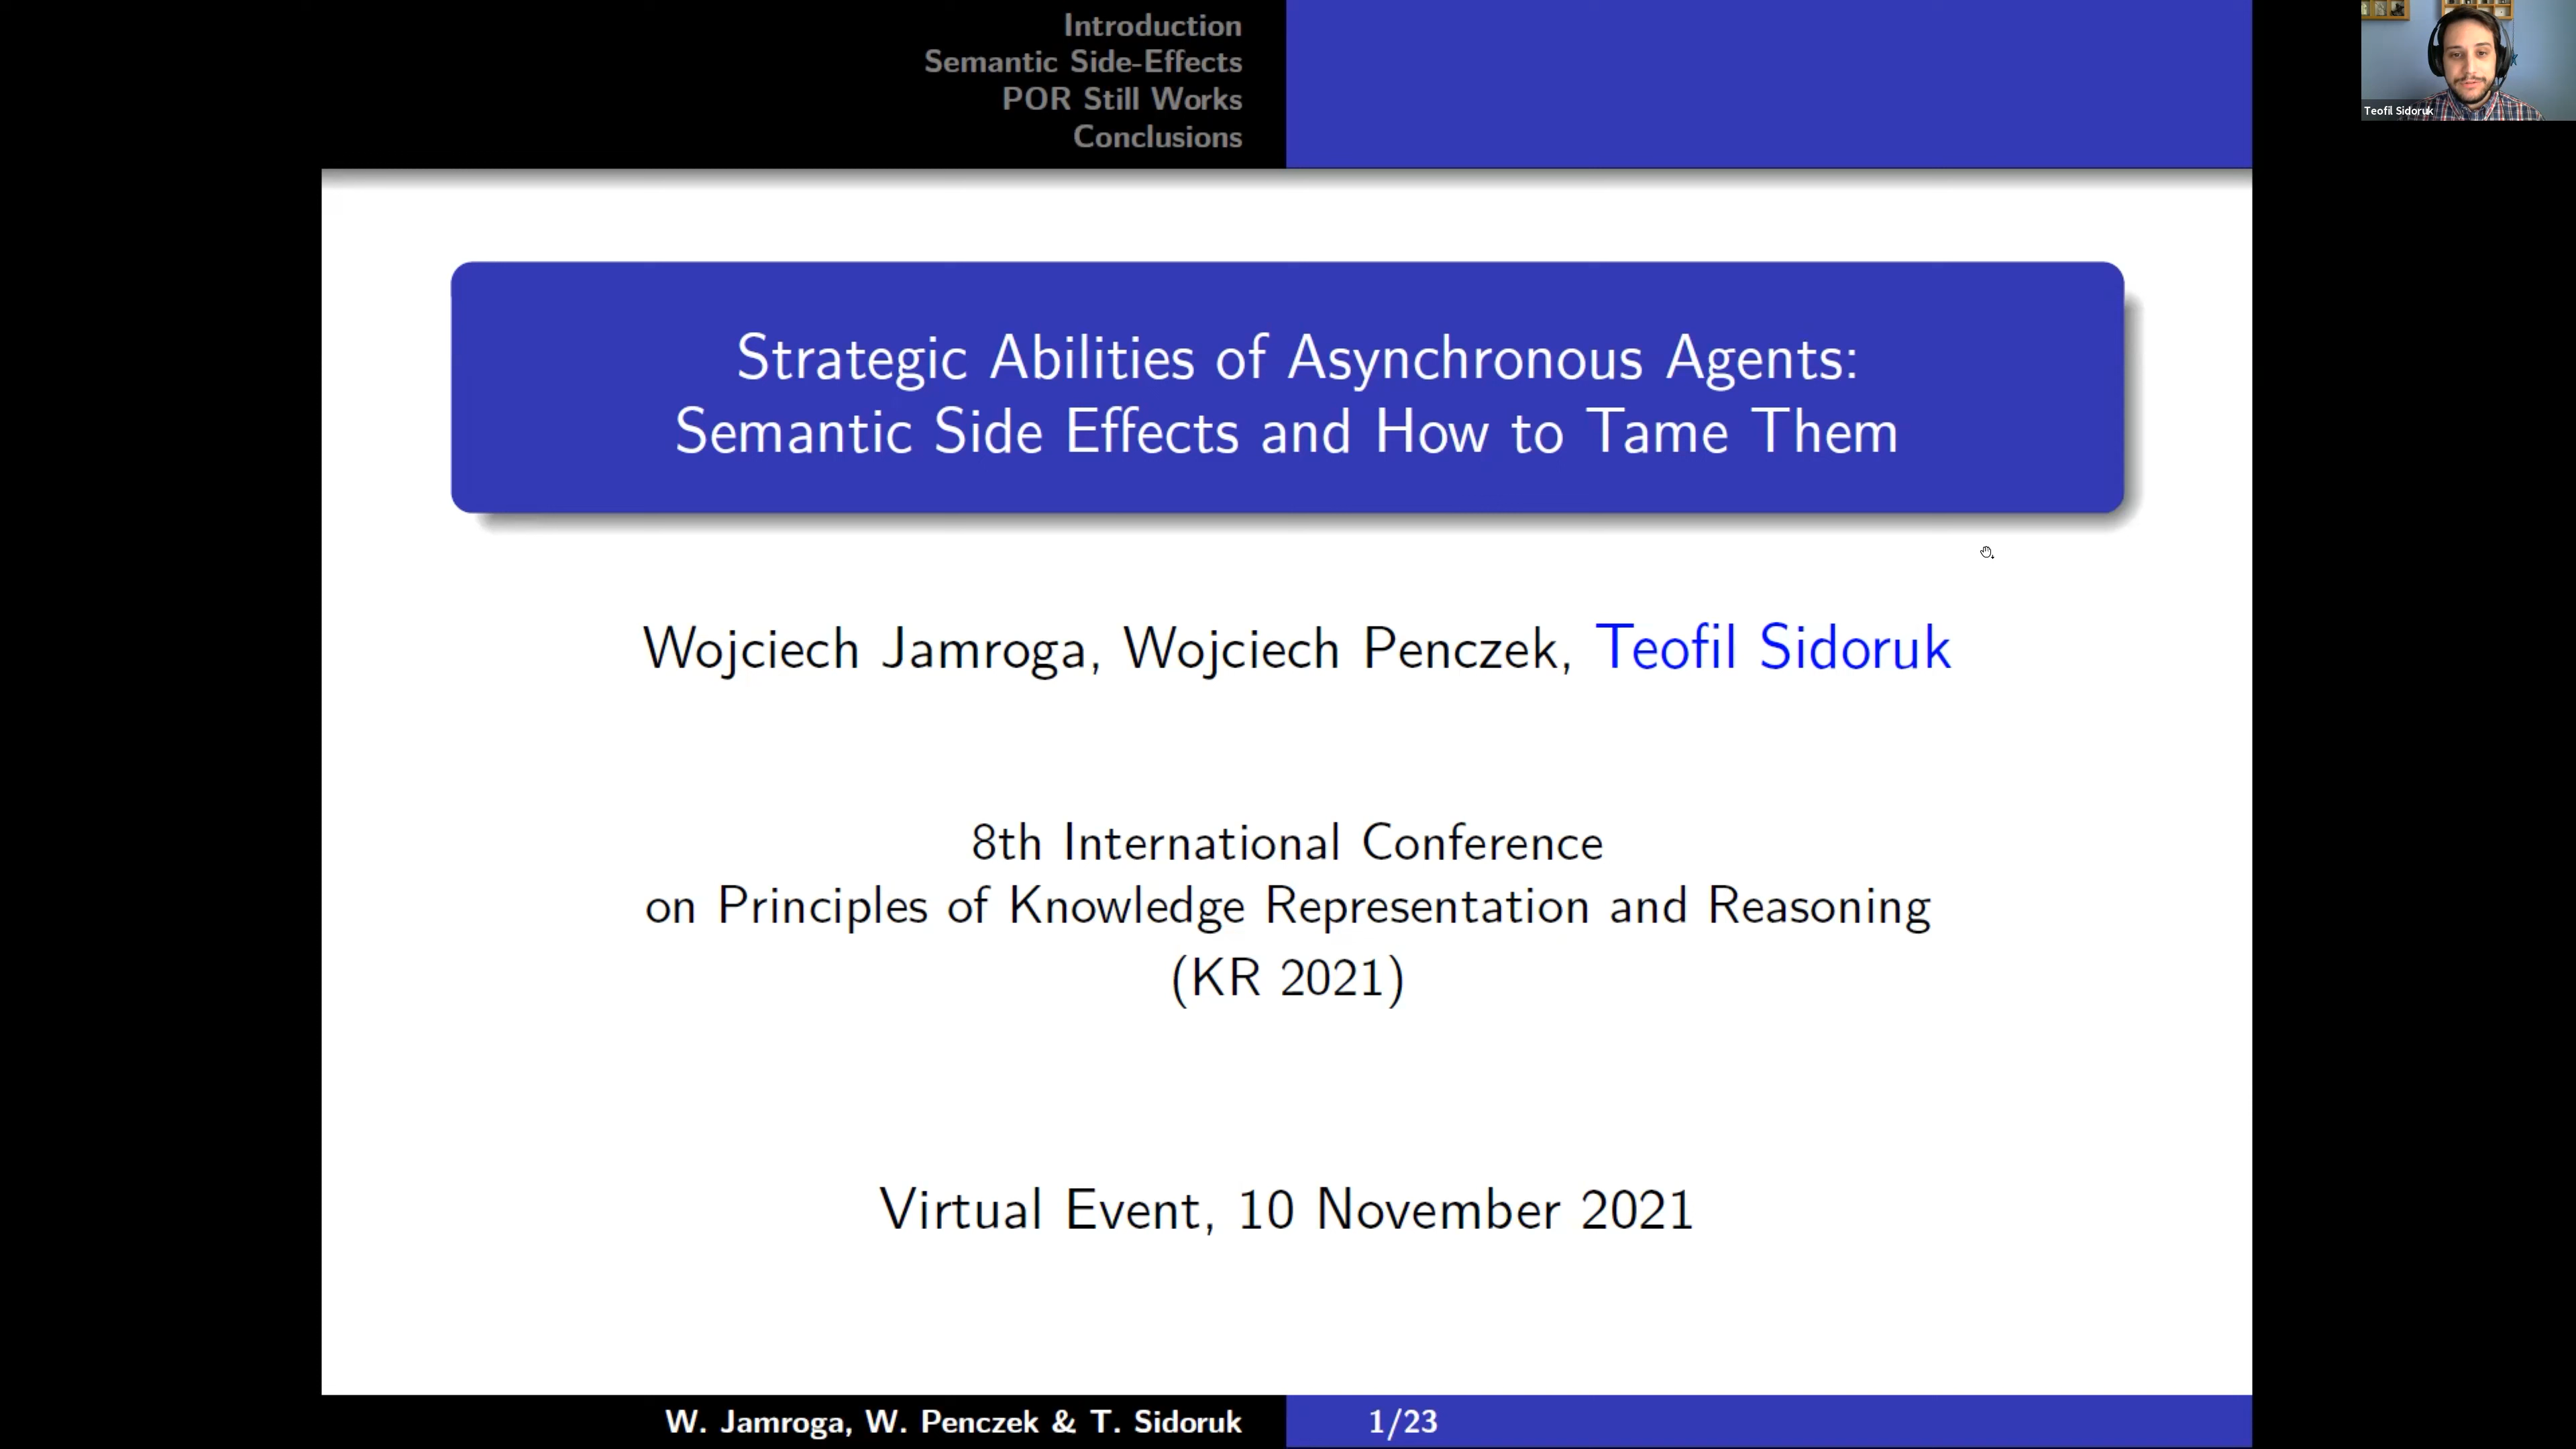 Introduction
Semantic Side-Effects
POR Still Works
Conclusions
Teofil Sidoruk
Strategic Abilities of Asynchronous Agents:
Semantic Side Effects and How to Tame Them
Wojciech Jamroga, Wojciech Penczek, Teofil Sidoruk
8th International Conference
on Principles of Knowledge Representation and Reasoning
(KR 2021)
Virtual Event, 10 November 2021
W. Jamroga, W. Penczek & T. Sidoruk
1/23